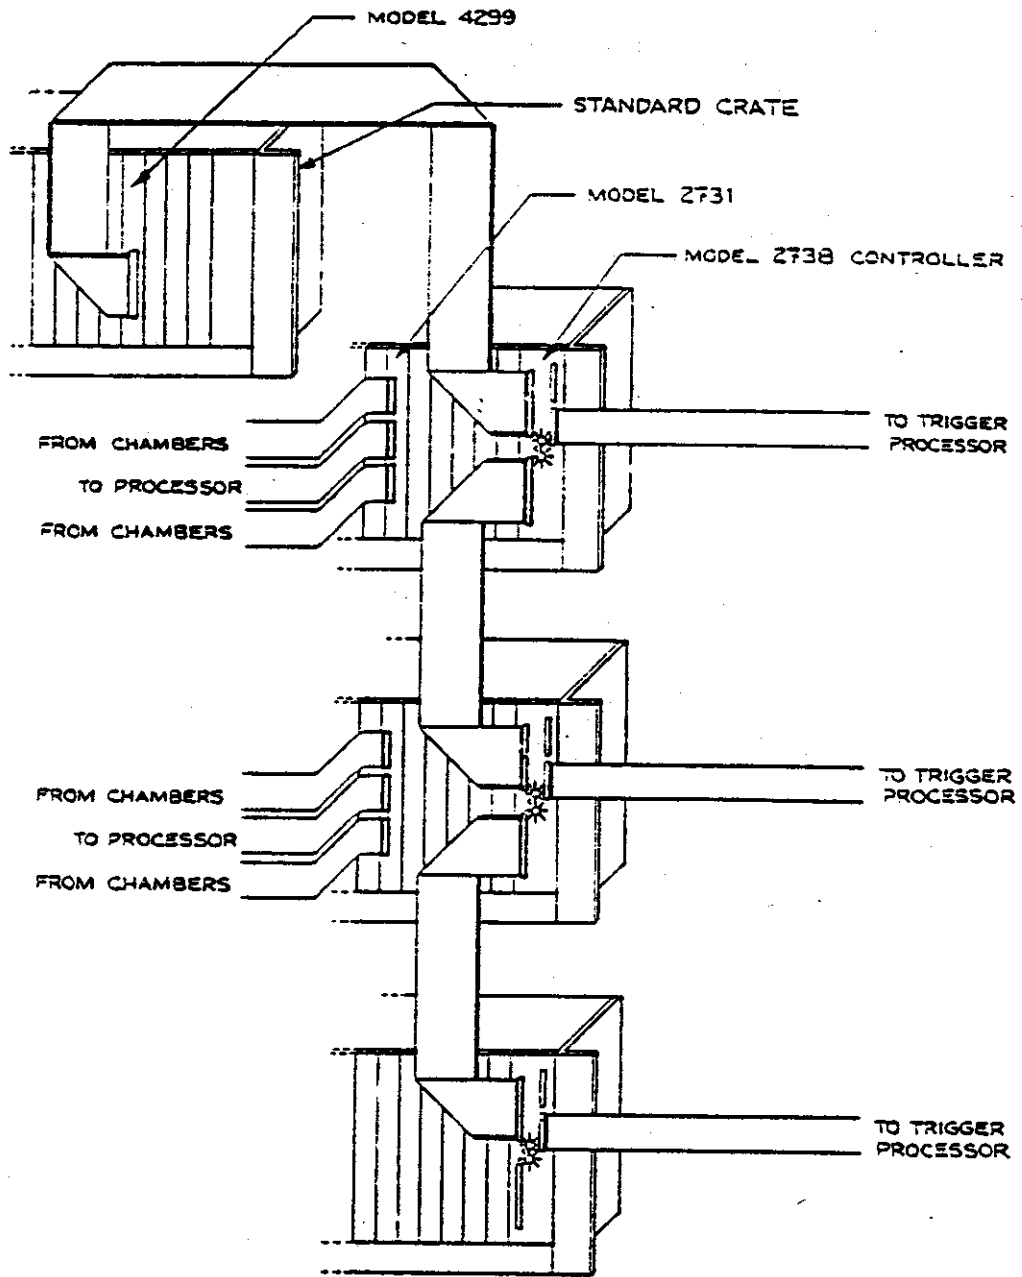 MODEL 4299
STANDARD CRATE
MODEL 2731
MODEL 2738 CONTROLLER
FROM CHAMBERS
TO PROCESSOR
FROM CHAMBERS
TO TRIGGER
PROCESSOR
FROM CHAMBERS
TO PROCESSOR
FROM CHAMBERS
TO TRIGGER
PROCESSOR
TO TRIGGER
PROCESSOR